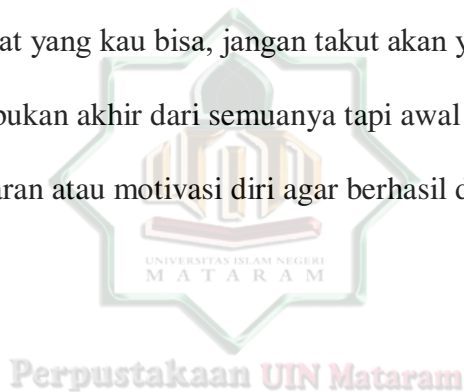 at yang kau bisa, jangan takut akan y
bukan akhir dari semuanya tapi awal
aran atau motivasi diri agar berhasil d
UNIVERSITAS ISLAM NEGERI
MATARAM
Perpustakaan UIN Mataram